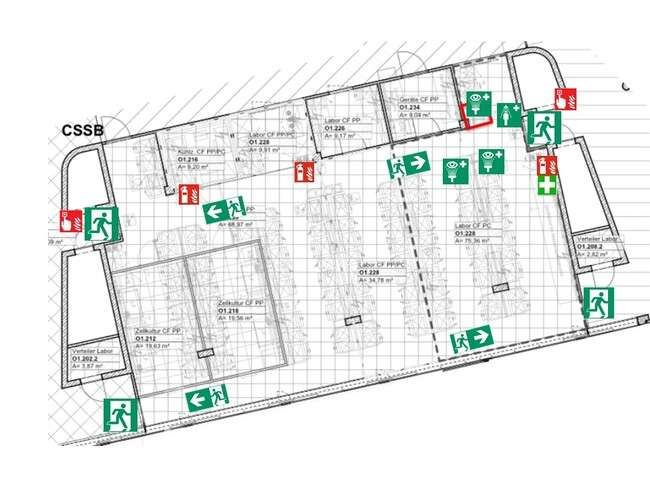 CSSB
Geräte CF PP
O1.234
A= 9,04 m²
Labor CF PP
O1.226
A= 9,17 m²
Labor CF PP/PC
O1.228
A= 9,91 m²
Kühlz. CF PP/PC
O1.216
A= 9,20 m²
A= 68,97 m²
Labor CF PC
O1.228
A= 75,36 m²
Verteiler Labor
O1.208.2
A= 2,82 m²
Labor CF PP/PC
O1.228
A= 34,78 m²
Zellkultur CF PP
O1.218
A= 19,56 m²
Zellkultur CF PP
O1.212
A= 19,63 m²
Verteiler Labor
O1.202.2
A= 3,87 m²